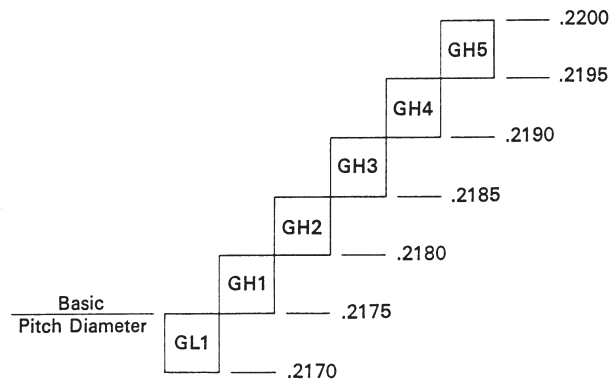 .2200
GH5
.2195
GH4
.2190
GH3
.2185
GH2
.2180
GH1
Basic
Pitch Diameter
.2175
GL1
.2170